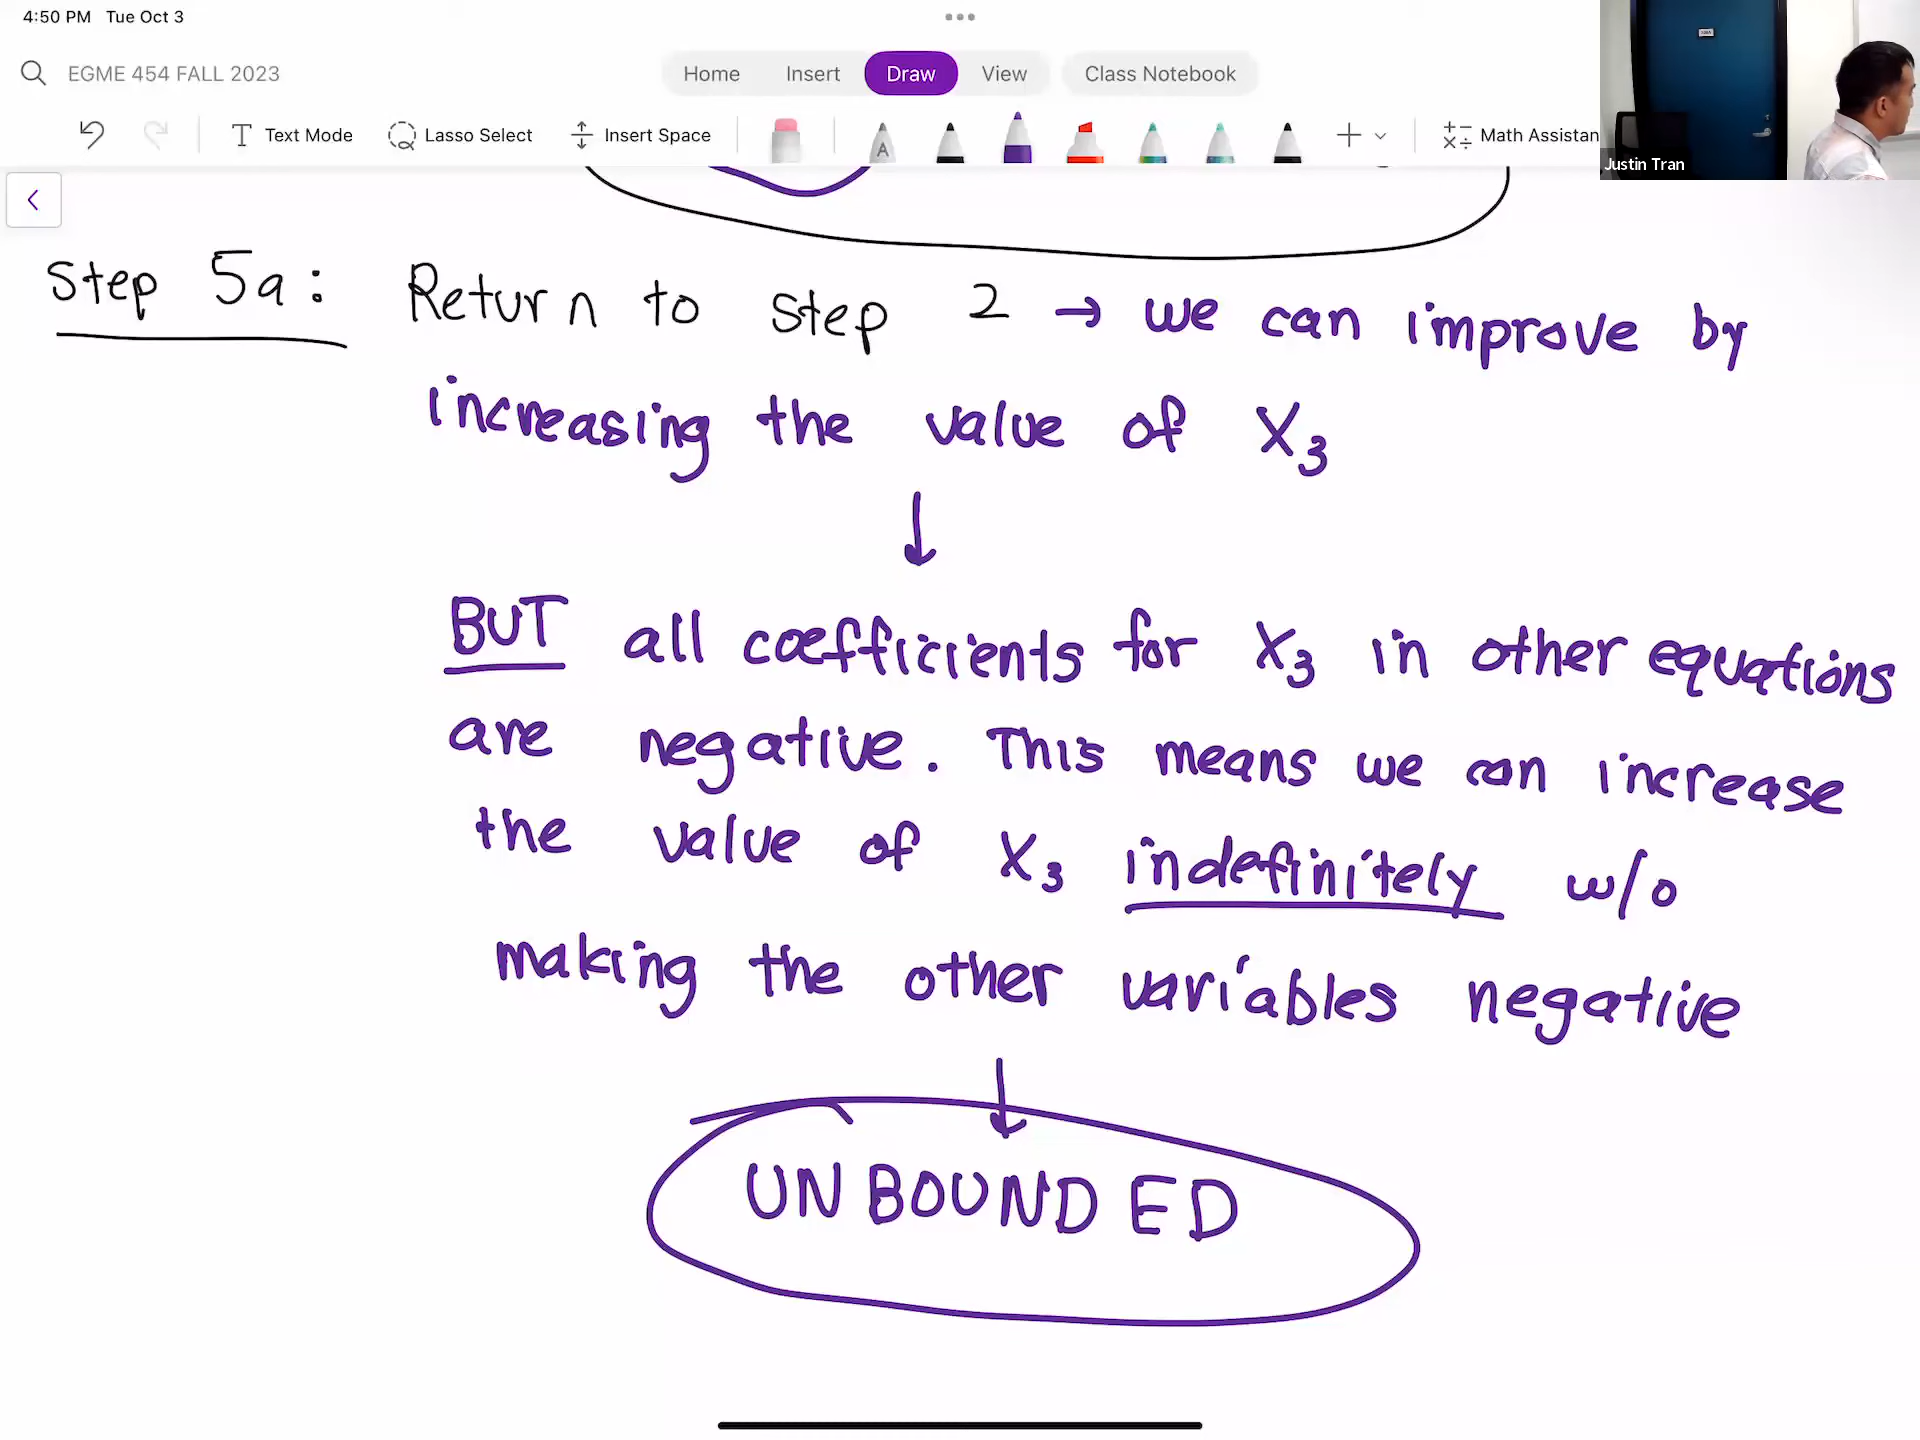 4:50 PM Tue Oct 3
EGME 454 FALL 2023
Home Insert Draw View Class Notebook
Text Mode Lasso Select Insert Space A Math Assistan
Justin Tran
Step 5a: Return to step 2 → we can improve by
increasing the value of X₃
↓
BUT all coefficients for X₃ in other equations
are negative. This means we can increase
the value of X₃ indefinitely w/o
making the other variables negative
↓
UNBOUNDED